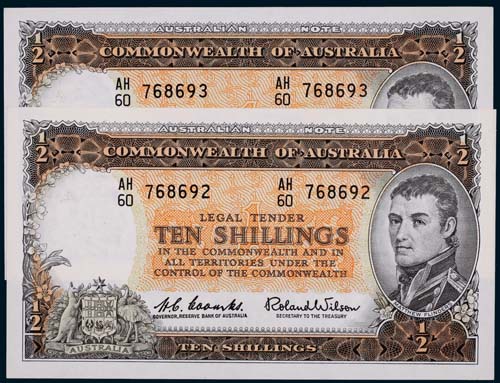 AUSTRALIAN NOTE
1/2 COMMONWEALTH OF AUSTRALIA 1/2
AH 60 768693 AH 60 768693
AUSTRALIAN NOTE
1/2 COMMONWEALTH OF AUSTRALIA 1/2
AH 60 768692 AH 60 768692
LEGAL TENDER
TEN SHILLINGS
IN THE COMMONWEALTH AND IN
ALL TERRITORIES UNDER THE
CONTROL OF THE COMMONWEALTH
MATTHEW FLINDERS
H.C. Coombs. Roland Wilson
GOVERNOR, RESERVE BANK OF AUSTRALIA SECRETARY TO THE TREASURY
1/2 AUSTRALIA TEN SHILLINGS 1/2